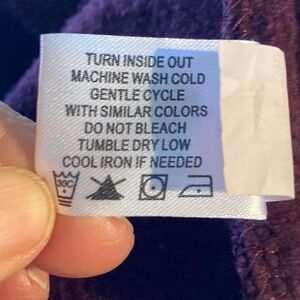 TURN INSIDE OUT
MACHINE WASH COLD
GENTLE CYCLE
WITH SIMILAR COLORS
DO NOT BLEACH
TUMBLE DRY LOW
COOL IRON IF NEEDED
30C